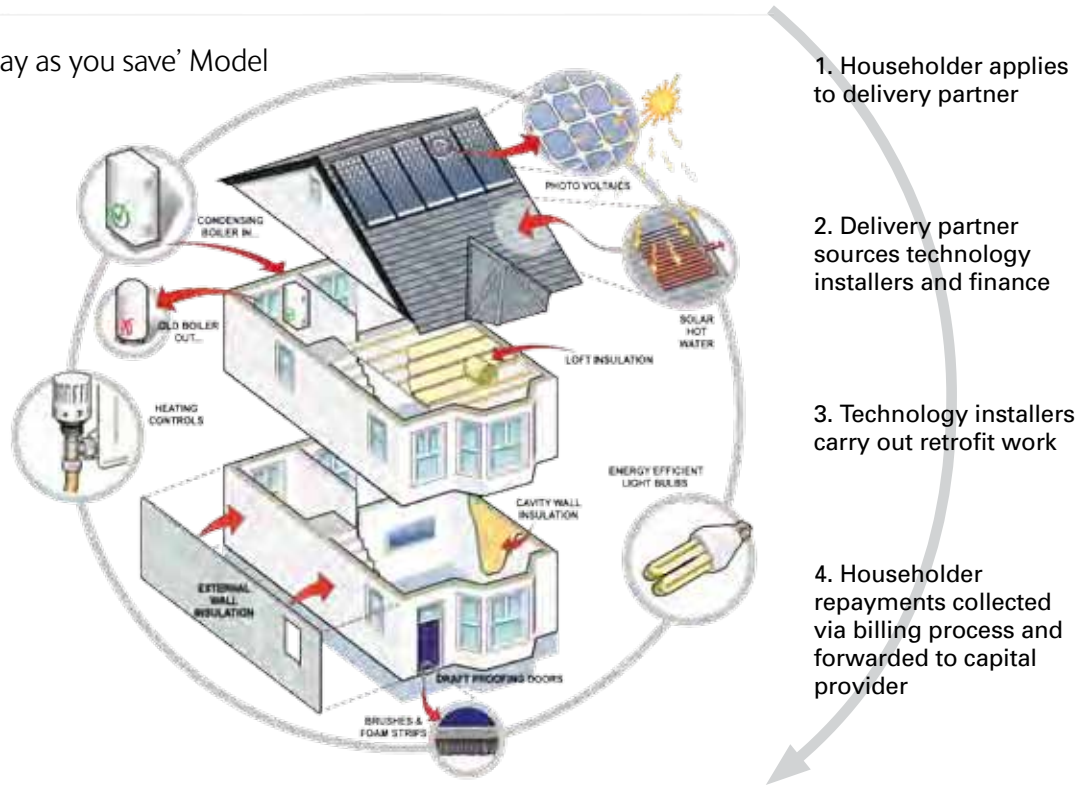 ay as you save’ Model
PHOTO VOLTAICS
CONDENSING
BOILER IN...
OLD BOILER
OUT...
SOLAR
HOT
WATER
LOFT INSULATION
HEATING
CONTROLS
ENERGY EFFICIENT
LIGHT BULBS
CAVITY WALL
INSULATION
EXTERNAL
WALL
INSULATION
DRAFT PROOFING DOORS
BRUSHES &
FOAM STRIPS
1. Householder applies
to delivery partner
2. Delivery partner
sources technology
installers and finance
3. Technology installers
carry out retrofit work
4. Householder
repayments collected
via billing process and
forwarded to capital
provider